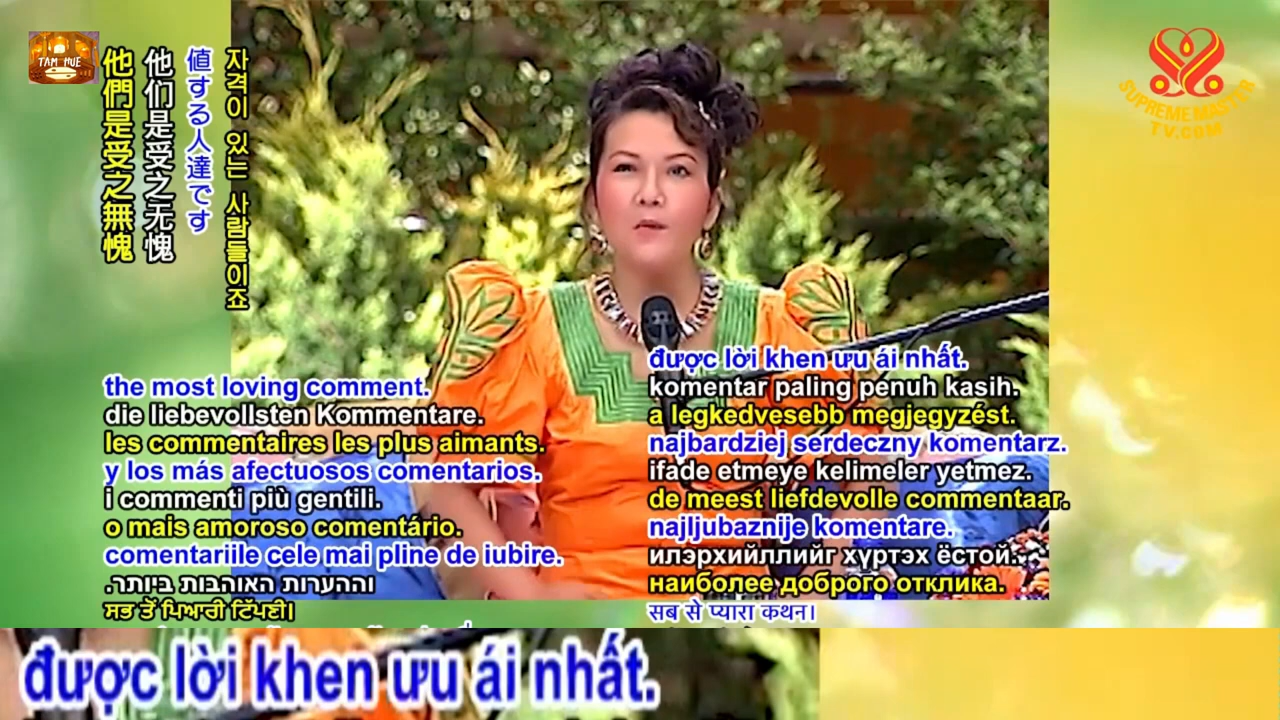 TAM HUE
SUPREME MASTER
TV.COM
他們是受之無愧
他们是受之无愧
値する人達です
자격이 있는 사람들이죠
the most loving comment.
die liebevollsten Kommentare.
les commentaires les plus aimants.
y los más afectuosos comentarios.
i commenti più gentili.
o mais amoroso comentário.
comentariile cele mai pline de iubire.
וההערות האוהבות ביותר.
ਸਭ ਤੋਂ ਪਿਆਰੀ ਟਿੱਪਣੀ।
được lời khen ưu ái nhất.
komentar paling penuh kasih.
a legkedvesebb megjegyzést.
najbardziej serdeczny komentarz.
ifade etmeye kelimeler yetmez.
de meest liefdevolle commentaar.
najljubaznije komentare.
илэрхийллийг хүртэх ёстой.
наиболее доброго отклика.
सब से प्यारा कथन।
được lời khen ưu ái nhất.